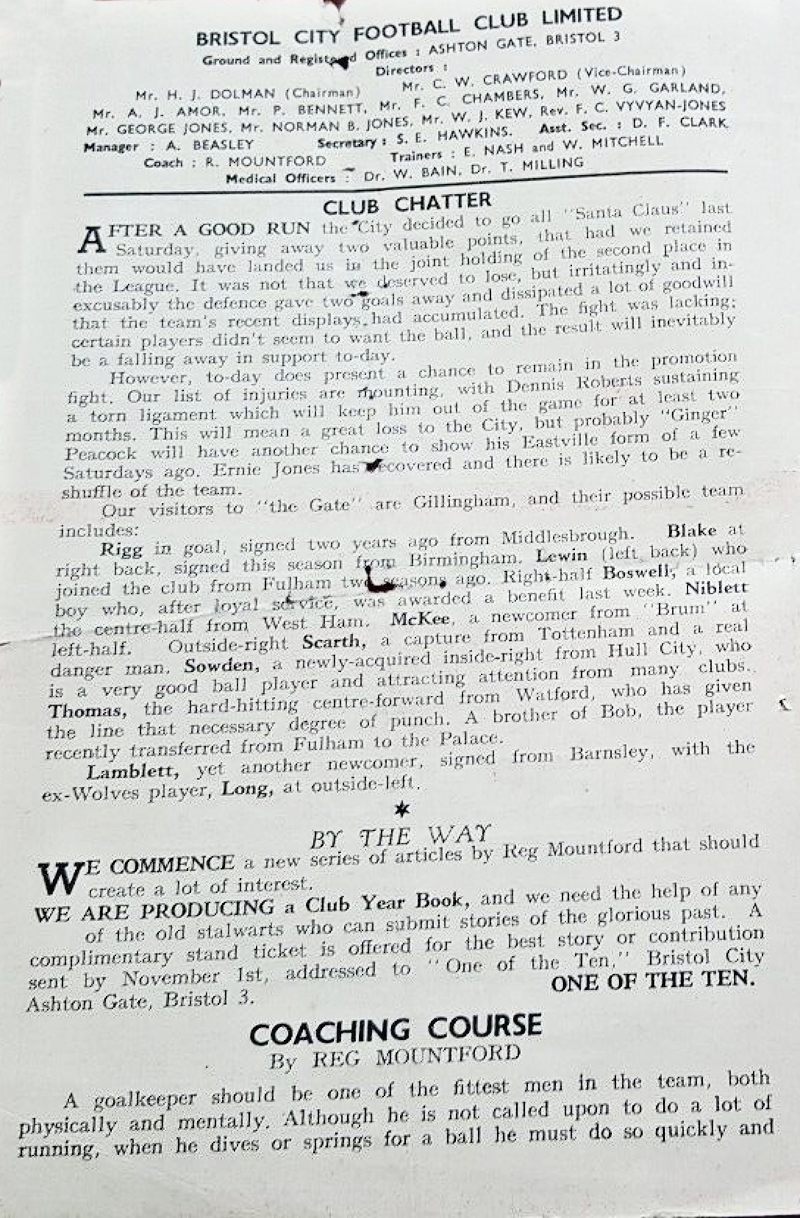 BRISTOL CITY FOOTBALL CLUB LIMITED
Ground and Registered Offices : ASHTON GATE, BRISTOL 3
Directors :
Mr. H. J. DOLMAN (Chairman) Mr. C. W. CRAWFORD (Vice-Chairman)
Mr. A. J. AMOR, Mr. P. BENNETT, Mr. F. C. CHAMBERS, Mr. W. G. GARLAND,
Mr. GEORGE JONES, Mr. NORMAN B. JONES, Mr. W. J. KEW, Rev. F. C. VYVYAN-JONES
Manager : A. BEASLEY Secretary : S. E. HAWKINS. Asst. Sec. : D. F. CLARK
Coach : R. MOUNTFORD Trainers : E. NASH and W. MITCHELL
Medical Officers : Dr. W. BAIN, Dr. T. MILLING
CLUB CHATTER
AFTER A GOOD RUN the City decided to go all "Santa Claus" last
Saturday, giving away two valuable points, that had we retained
them would have landed us in the joint holding of the second place in
the League. It was not that we deserved to lose, but irritatingly and in-
excusably the defence gave two goals away and dissipated a lot of goodwill
that the team's recent displays had accumulated. The fight was lacking;
certain players didn't seem to want the ball, and the result will inevitably
be a falling away in support to-day.
However, to-day does present a chance to remain in the promotion
fight. Our list of injuries are mounting, with Dennis Roberts sustaining
a torn ligament which will keep him out of the game for at least two
months. This will mean a great loss to the City, but probably "Ginger"
Peacock will have another chance to show his Eastville form of a few
Saturdays ago. Ernie Jones has recovered and there is likely to be a re-
shuffle of the team.
Our visitors to "the Gate" are Gillingham, and their possible team
includes:
Rigg in goal, signed two years ago from Middlesbrough. Blake at
right back, signed this season from Birmingham. Lewin (left back) who
joined the club from Fulham two seasons ago. Right-half Boswell, a local
boy who, after loyal service, was awarded a benefit last week. Niblett
the centre-half from West Ham. McKee, a newcomer from "Brum" at
left-half. Outside-right Scarth, a capture from Tottenham and a real
danger man. Sowden, a newly-acquired inside-right from Hull City, who
is a very good ball player and attracting attention from many clubs.
Thomas, the hard-hitting centre-forward from Watford, who has given
the line that necessary degree of punch. A brother of Bob, the player
recently transferred from Fulham to the Palace.
Lamblett, yet another newcomer, signed from Barnsley, with the
ex-Wolves player, Long, at outside-left.
*
BY THE WAY
WE COMMENCE a new series of articles by Reg Mountford that should
create a lot of interest.
WE ARE PRODUCING a Club Year Book, and we need the help of any
of the old stalwarts who can submit stories of the glorious past. A
complimentary stand ticket is offered for the best story or contribution
sent by November 1st, addressed to "One of the Ten," Bristol City
Ashton Gate, Bristol 3. ONE OF THE TEN.
COACHING COURSE
By REG MOUNTFORD
A goalkeeper should be one of the fittest men in the team, both
physically and mentally. Although he is not called upon to do a lot of
running, when he dives or springs for a ball he must do so quickly and